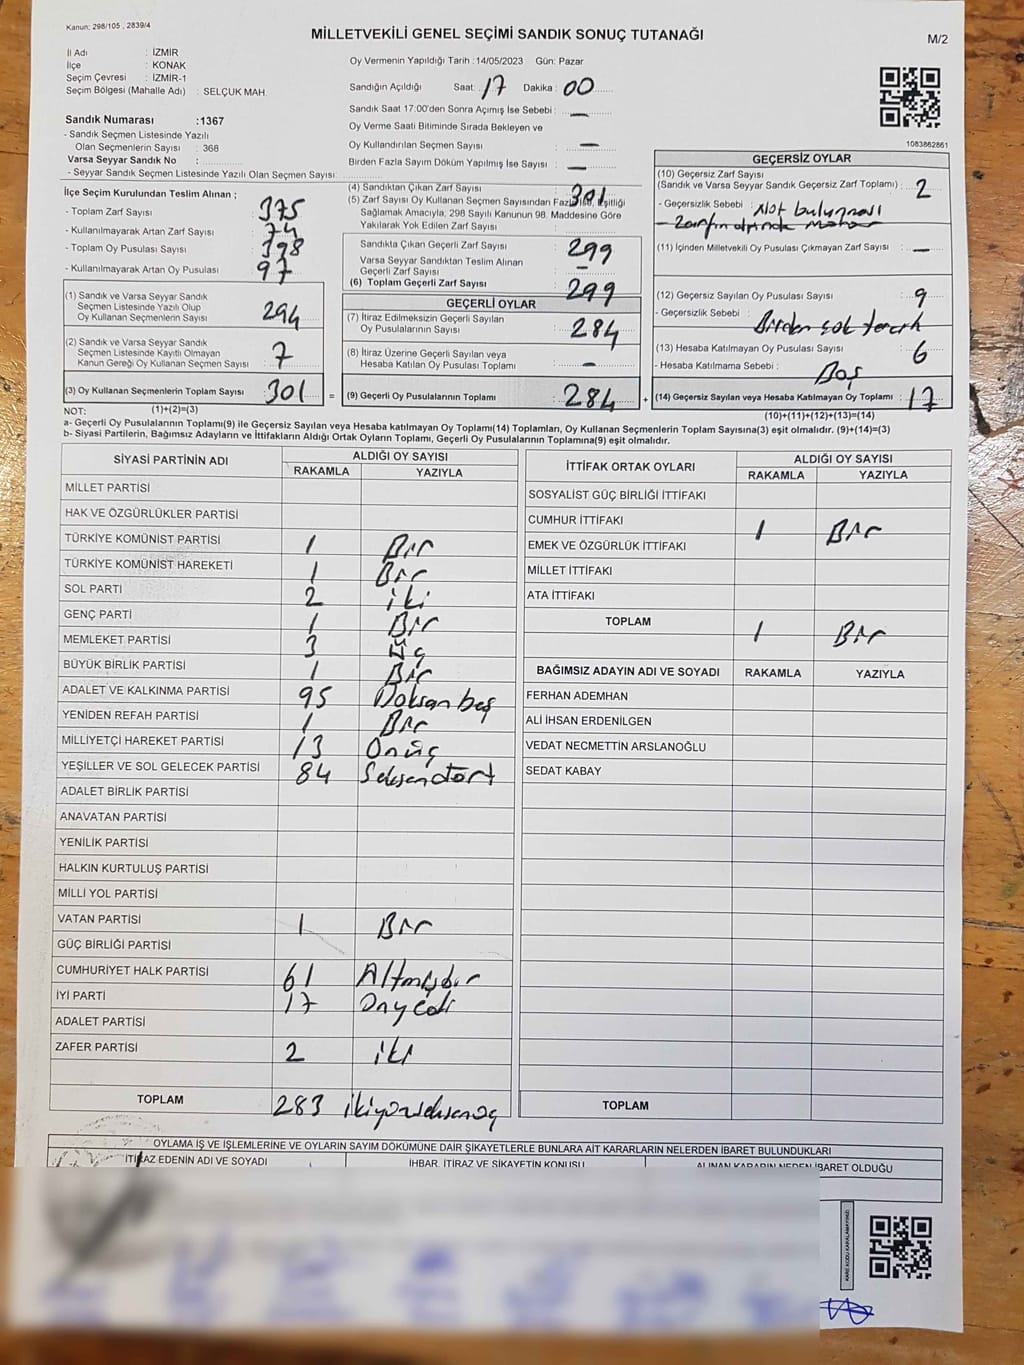 Kanun: 298/105 , 2839/4
MİLLETVEKİLİ GENEL SEÇİMİ SANDIK SONUÇ TUTANAĞI
M/2
İl Adı : İZMİR
İlçe : KONAK
Seçim Çevresi : İZMİR-1
Seçim Bölgesi (Mahalle Adı) : SELÇUK MAH.
Oy Vermenin Yapıldığı Tarih : 14/05/2023 Gün: Pazar
Sandığın Açıldığı Saat: 17 Dakika : 00
Sandık Saat 17:00'den Sonra Açımış İse Sebebi : —
Oy Verme Saati Bitiminde Sırada Bekleyen ve
Oy Kullandırılan Seçmen Sayısı : —
Birden Fazla Sayım Döküm Yapılmış İse Sayısı : —
1083862861
Sandık Numarası :1367
- Sandık Seçmen Listesinde Yazılı
Olan Seçmenlerin Sayısı : 368
Varsa Seyyar Sandık No :
- Seyyar Sandık Seçmen Listesinde Yazılı Olan Seçmen Sayısı:
İlçe Seçim Kurulundan Teslim Alınan ;
- Toplam Zarf Sayısı : 375
- Kullanılmayarak Artan Zarf Sayısı : 74
- Toplam Oy Pusulası Sayısı : 398
- Kullanılmayarak Artan Oy Pusulası : 97
(1) Sandık ve Varsa Seyyar Sandık
Seçmen Listesinde Yazılı Olup
Oy Kullanan Seçmenlerin Sayısı : 294
(2) Sandık ve Varsa Seyyar Sandık
Seçmen Listesinde Kayıtlı Olmayan
Kanun Gereği Oy Kullanan Seçmen Sayısı : 7
(3) Oy Kullanan Seçmenlerin Toplam Sayısı : 301 =
(4) Sandıktan Çıkan Zarf Sayısı : 301
(5) Zarf Sayısı Oy Kullanan Seçmen Sayısından Fazla İse, Eşitliği
Sağlamak Amacıyla, 298 Sayılı Kanunun 98. Maddesine Göre
Yakılarak Yok Edilen Zarf Sayısı :
Sandıkta Çıkan Geçerli Zarf Sayısı : 299
Varsa Seyyar Sandıktan Teslim Alınan
Geçerli Zarf Sayısı : —
(6) Toplam Geçerli Zarf Sayısı : 299
GEÇERLİ OYLAR
(7) İtiraz Edilmeksizin Geçerli Sayılan
Oy Pusulalarının Sayısı : 284
(8) İtiraz Üzerine Geçerli Sayılan veya
Hesaba Katılan Oy Pusulası Toplamı : —
(9) Geçerli Oy Pusulalarının Toplamı : 284 +
GEÇERSİZ OYLAR
(10) Geçersiz Zarf Sayısı
(Sandık ve Varsa Seyyar Sandık Geçersiz Zarf Toplamı) : 2
- Geçersizlik Sebebi : Not bulunması
(11) İçinden Milletvekili Oy Pusulası Çıkmayan Zarf Sayısı : —
(12) Geçersiz Sayılan Oy Pusulası Sayısı : 9
- Geçersizlik Sebebi : Birden çok tercih
(13) Hesaba Katılmayan Oy Pusulası Sayısı : 6
- Hesaba Katılmama Sebebi : Boş
(14) Geçersiz Sayılan veya Hesaba Katılmayan Oy Toplamı : 17
NOT: (1)+(2)=(3)
(10)+(11)+(12)+(13)=(14)
a- Geçerli Oy Pusulalarının Toplamı(9) ile Geçersiz Sayılan veya Hesaba katılmayan Oy Toplamı(14) Toplamları, Oy Kullanan Seçmenlerin Toplam Sayısına(3) eşit olmalıdır. (9)+(14)=(3)
b- Siyasi Partilerin, Bağımsız Adayların ve İttifakların Aldığı Ortak Oyların Toplamı, Geçerli Oy Pusulalarının Toplamına(9) eşit olmalıdır.
SİYASİ PARTİNİN ADI ALDIĞI OY SAYISI
RAKAMLA YAZIYLA
MİLLET PARTİSİ
HAK VE ÖZGÜRLÜKLER PARTİSİ
TÜRKİYE KOMÜNİST PARTİSİ 1 Bir
TÜRKİYE KOMÜNİST HAREKETİ 1 Bir
SOL PARTİ 2 iki
GENÇ PARTİ 1 Bir
MEMLEKET PARTİSİ 3 Üç
BÜYÜK BİRLİK PARTİSİ 1 Bir
ADALET VE KALKINMA PARTİSİ 95 Doksan beş
YENİDEN REFAH PARTİSİ 1 Bir
MİLLİYETÇİ HAREKET PARTİSİ 13 Onüç
YEŞİLLER VE SOL GELECEK PARTİSİ 84 Seksendört
ADALET BİRLİK PARTİSİ
ANAVATAN PARTİSİ
YENİLİK PARTİSİ
HALKIN KURTULUŞ PARTİSİ
MİLLİ YOL PARTİSİ
VATAN PARTİSİ 1 Bir
GÜÇ BİRLİĞİ PARTİSİ
CUMHURİYET HALK PARTİSİ 61 Altmışbir
İYİ PARTİ 17 Onyedi
ADALET PARTİSİ
ZAFER PARTİSİ 2 iki
TOPLAM 283 ikiyüzseksenüç
İTTİFAK ORTAK OYLARI ALDIĞI OY SAYISI
RAKAMLA YAZIYLA
SOSYALİST GÜÇ BİRLİĞİ İTTİFAKI
CUMHUR İTTİFAKI 1 Bir
EMEK VE ÖZGÜRLÜK İTTİFAKI
MİLLET İTTİFAKI
ATA İTTİFAKI
TOPLAM 1 Bir
BAĞIMSIZ ADAYIN ADI VE SOYADI RAKAMLA YAZIYLA
FERHAN ADEMHAN
ALİ İHSAN ERDENİLGEN
VEDAT NECMETTİN ARSLANOĞLU
SEDAT KABAY
TOPLAM
OYLAMA İŞ VE İŞLEMLERİNE VE OYLARIN SAYIM DÖKÜMÜNE DAİR ŞİKAYETLERLE BUNLARA AİT KARARLARIN NELERDEN İBARET BULUNDUKLARI
İTİRAZ EDENİN ADI VE SOYADI İHBAR, İTİRAZ VE ŞİKAYETİN KONUSU ALINAN KARARIN NEDEN İBARET OLDUĞU